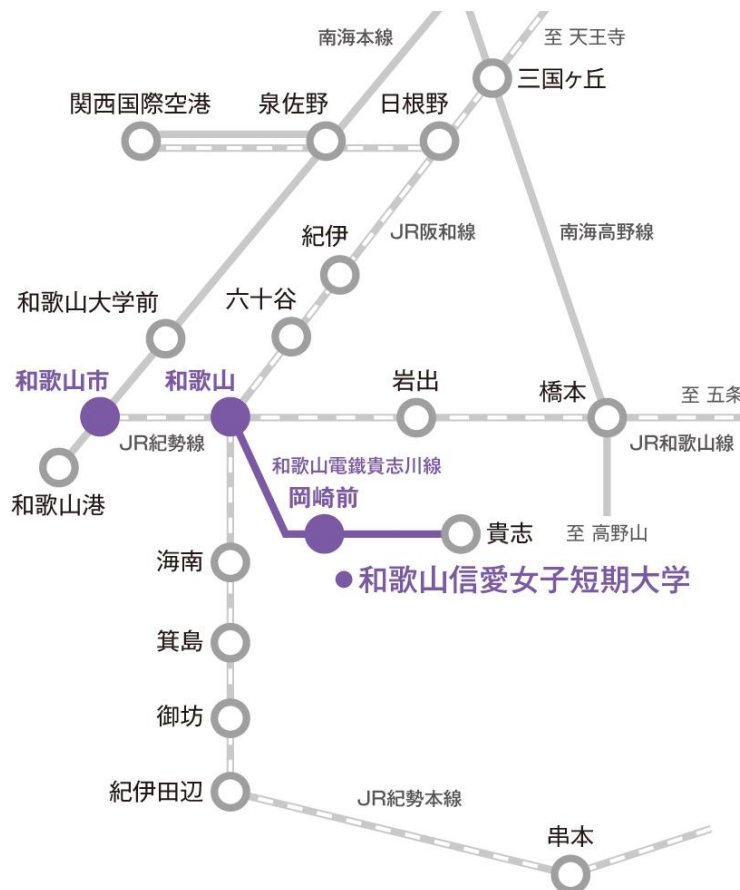 南海本線
至 天王寺
三国ヶ丘
関西国際空港
泉佐野
日根野
紀伊
JR阪和線
南海高野線
六十谷
和歌山大学前
和歌山市
和歌山
岩出
橋本
至 五条
JR紀勢線
JR和歌山線
和歌山港
和歌山電鐵貴志川線
岡崎前
貴志
至 高野山
海南
●和歌山信愛女子短期大学
箕島
御坊
紀伊田辺
JR紀勢本線
串本